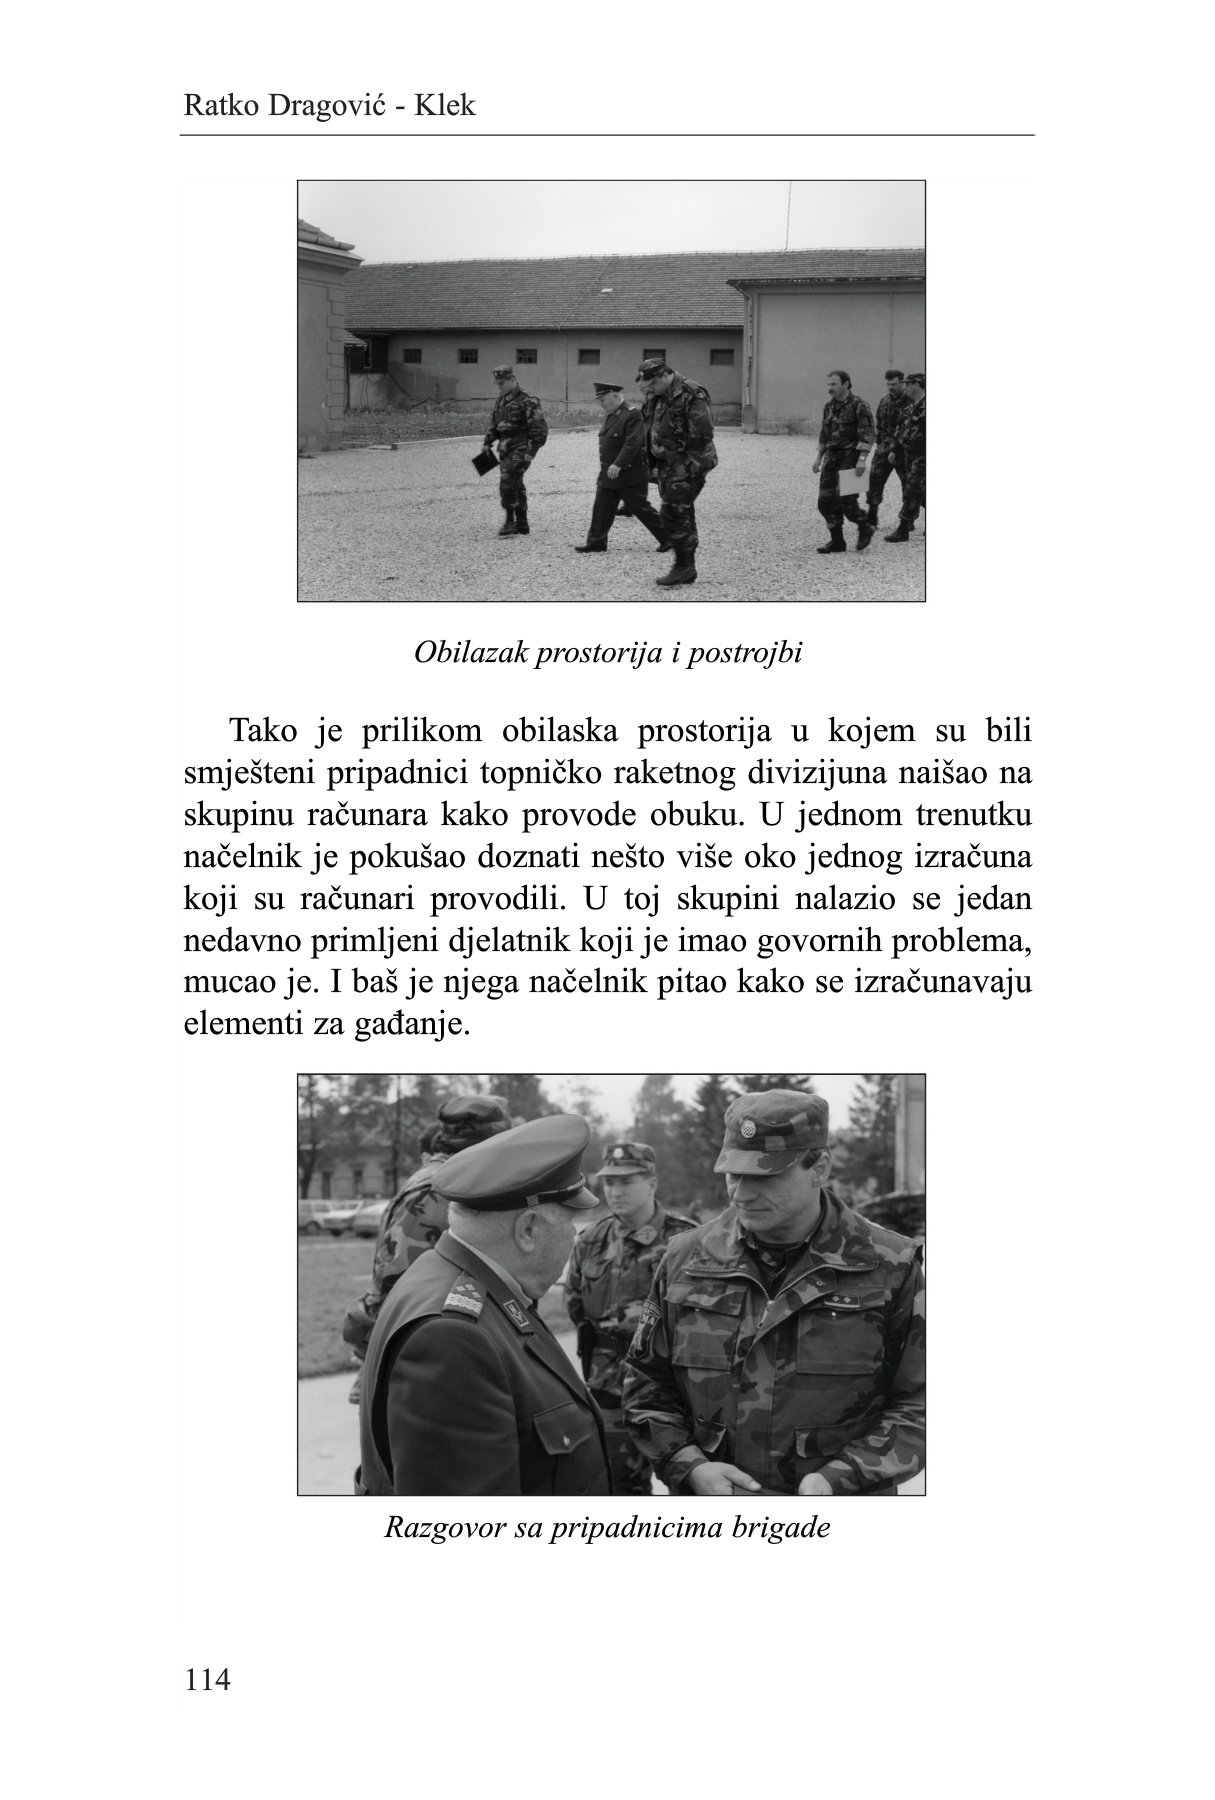 Ratko Dragović - Klek
Obilazak prostorija i postrojbi
Tako je prilikom obilaska prostorija u kojem su bili
smješteni pripadnici topničko raketnog divizijuna naišao na
skupinu računara kako provode obuku. U jednom trenutku
načelnik je pokušao doznati nešto više oko jednog izračuna
koji su računari provodili. U toj skupini nalazio se jedan
nedavno primljeni djelatnik koji je imao govornih problema,
mucao je. I baš je njega načelnik pitao kako se izračunavaju
elementi za gađanje.
Razgovor sa pripadnicima brigade
114